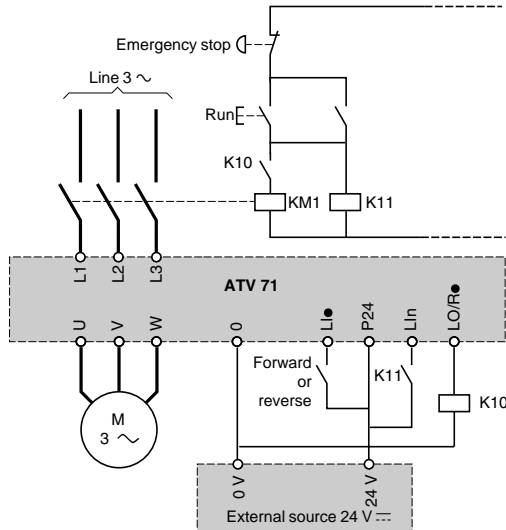 Emergency stop
Line 3
Run
K10
KM1
K11
L1
L2
L3
ATV 71
U
V
W
0
LI●
P24
LIn
LO/R●
Forward
or
reverse
K11
K10
M
3
0 V
24 V
External source 24 V